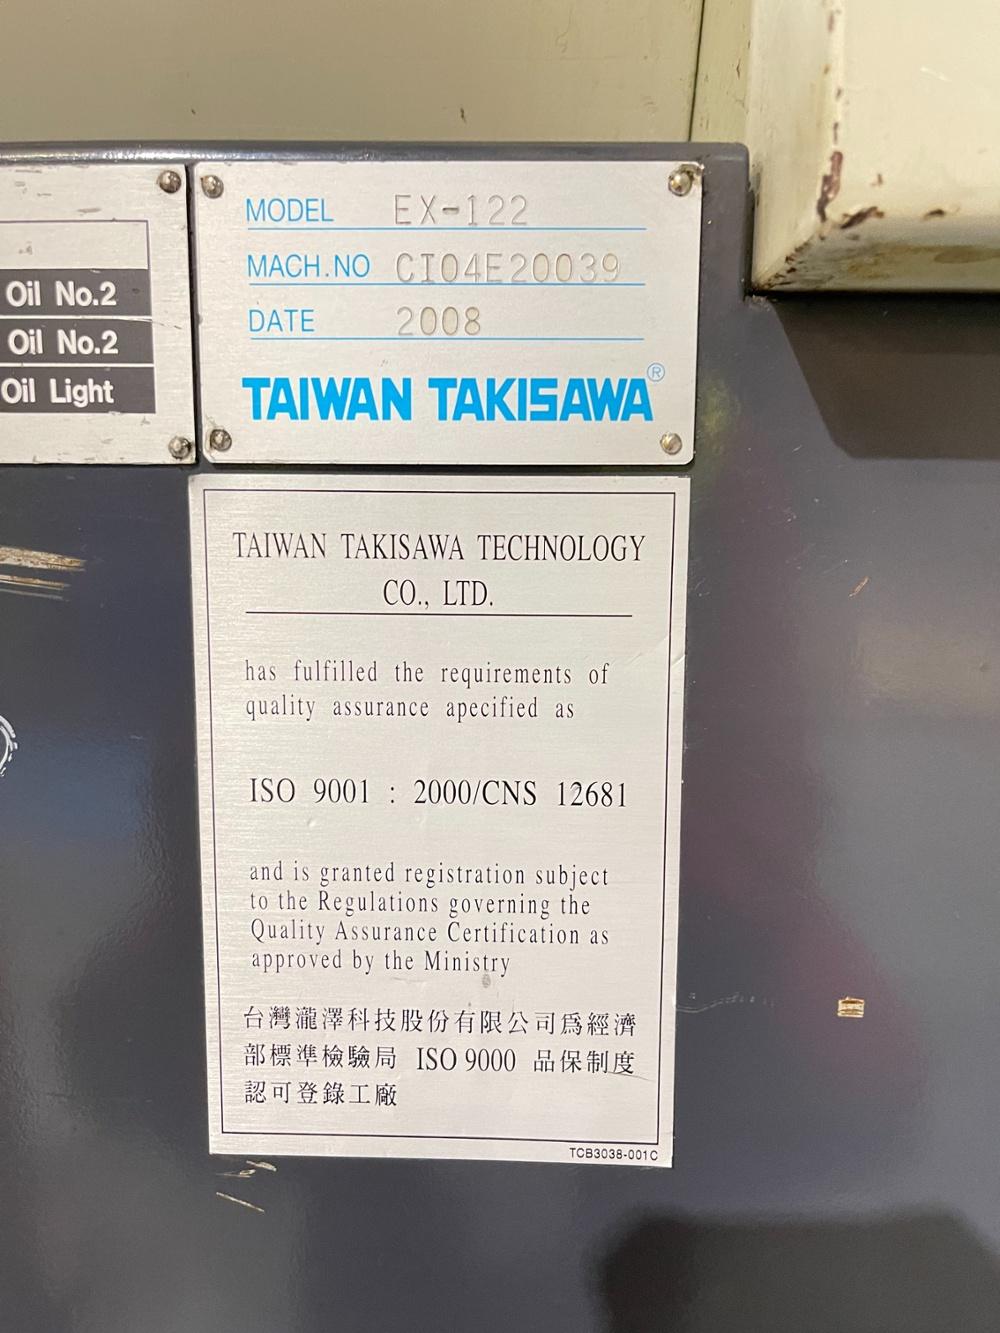 Oil No.2
Oil No.2
Oil Light
MODEL EX-122
MACH.NO CI04E20039
DATE 2008
TAIWAN TAKISAWA®
TAIWAN TAKISAWA TECHNOLOGY
CO., LTD.
has fulfilled the requirements of
quality assurance apecified as
ISO 9001 : 2000/CNS 12681
and is granted registration subject
to the Regulations governing the
Quality Assurance Certification as
approved by the Ministry
台灣瀧澤科技股份有限公司爲經濟
部標準檢驗局 ISO 9000 品保制度
認可登錄工廠
TCB3038-001C